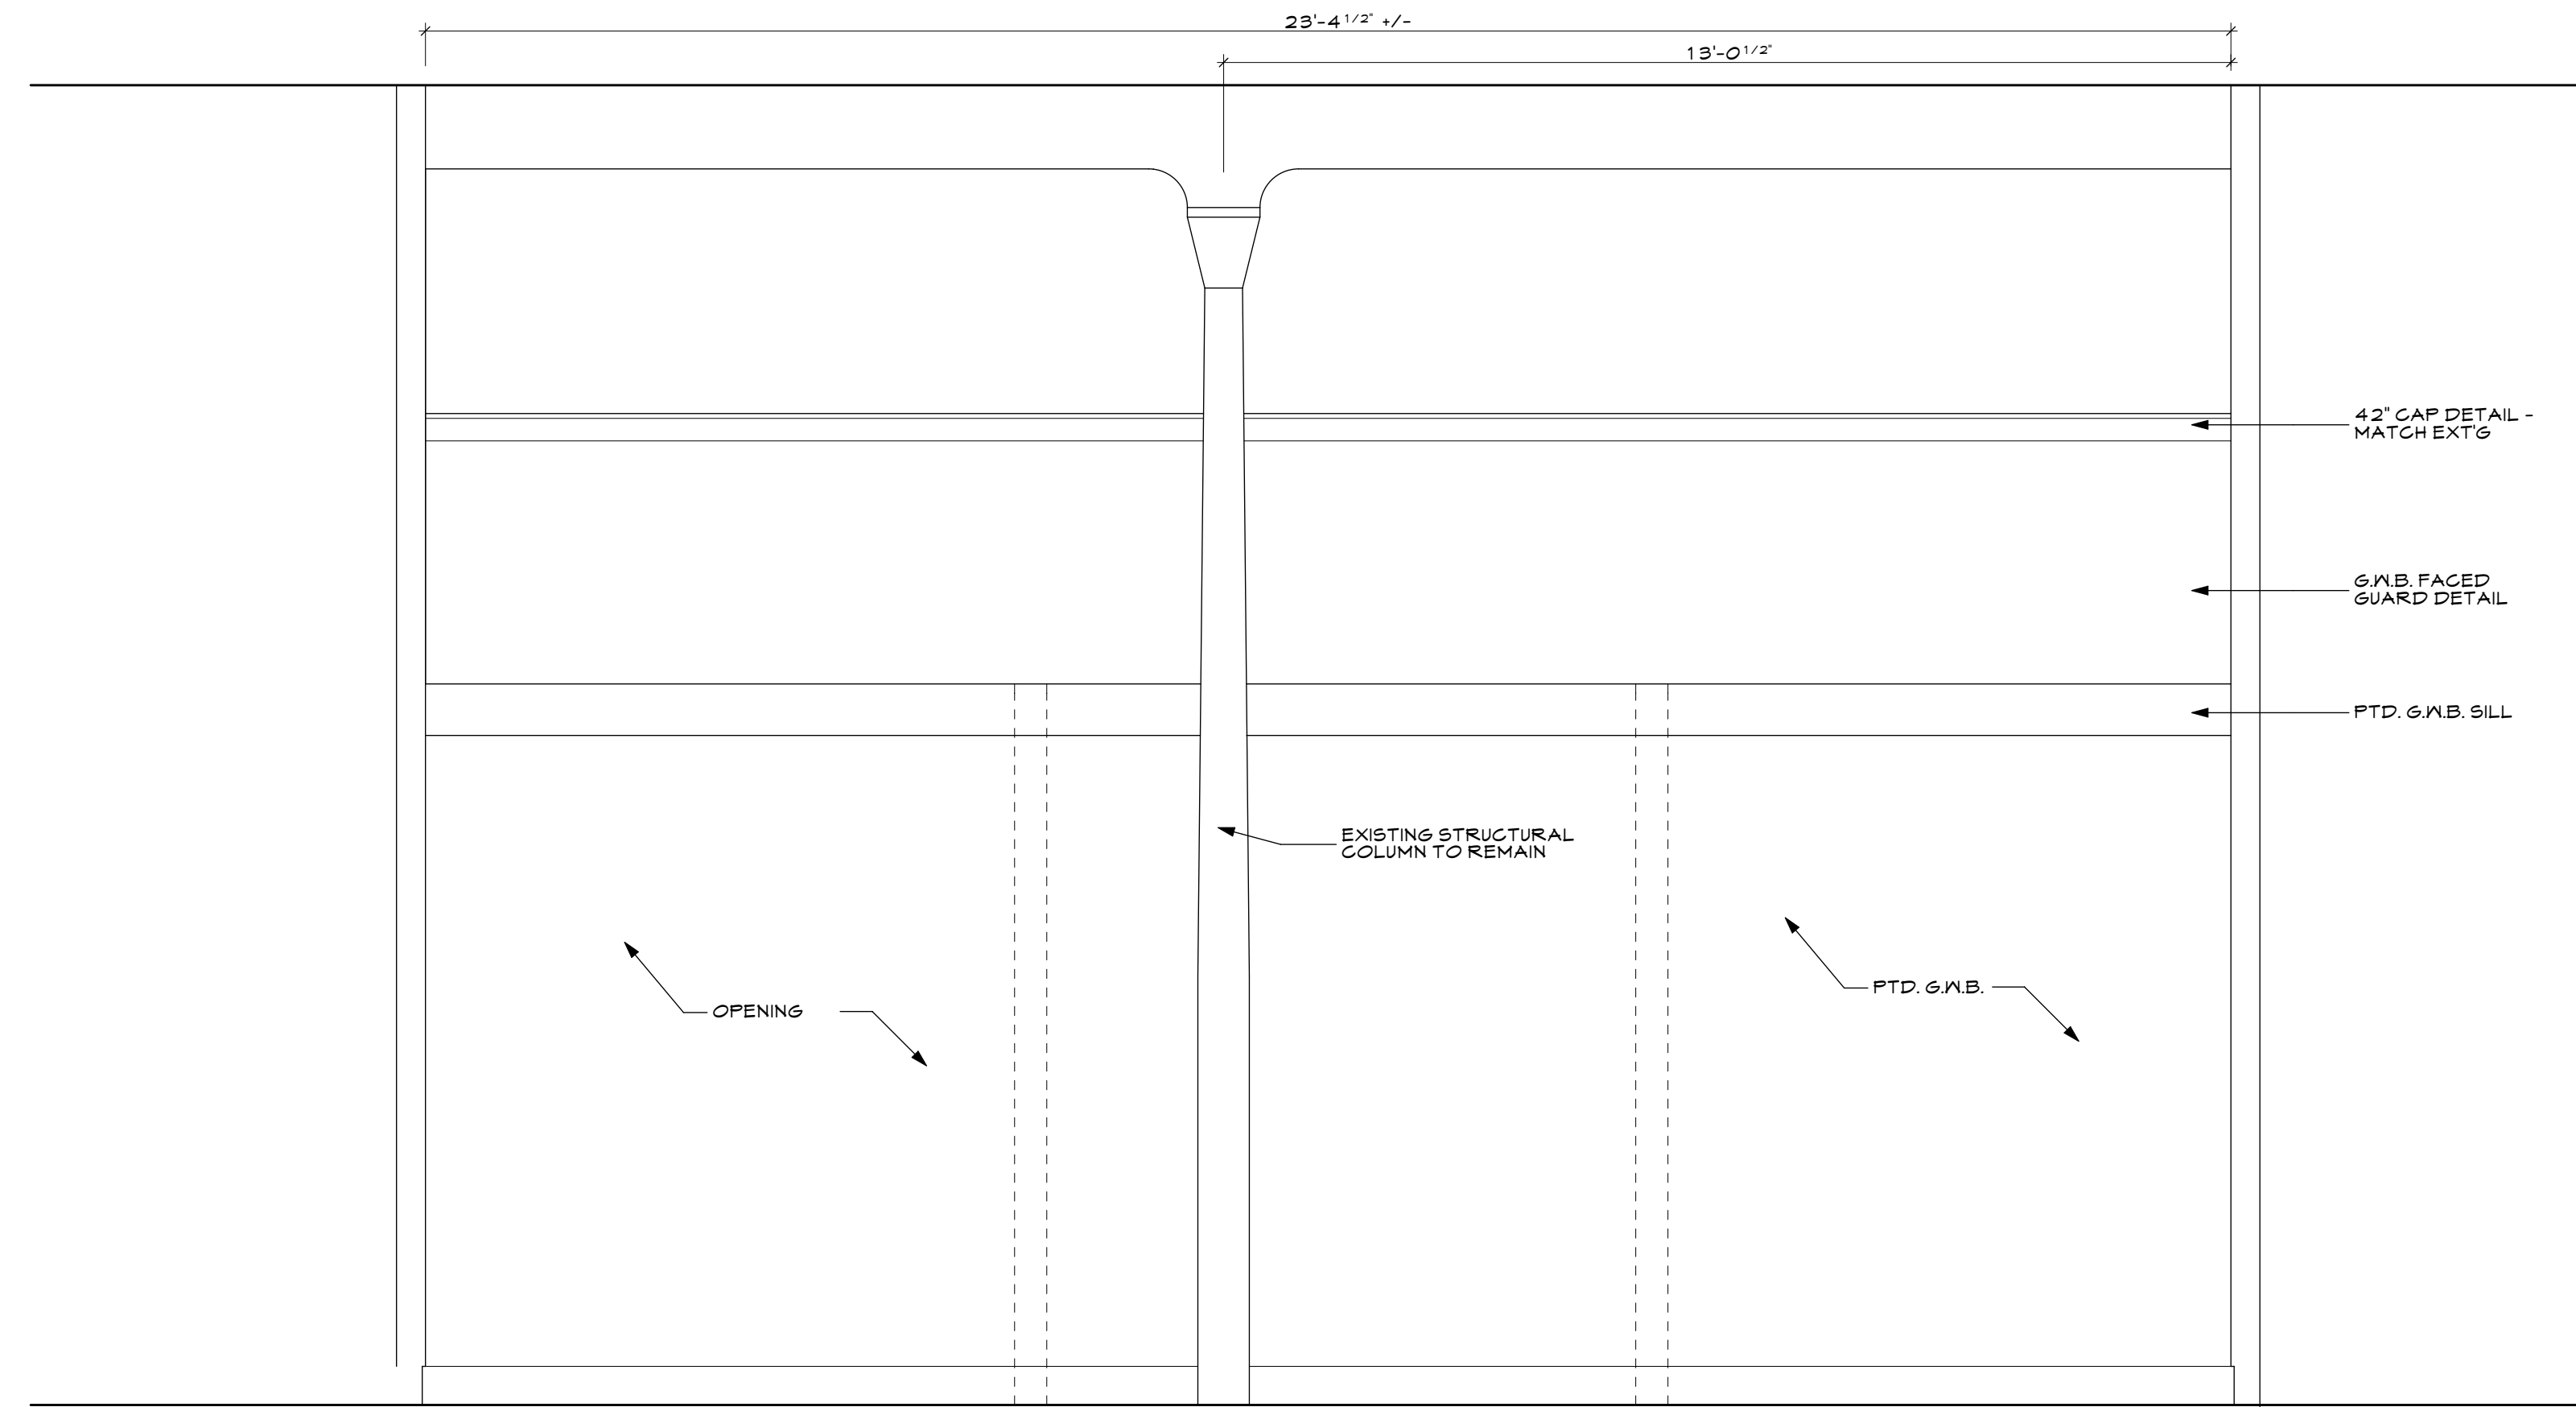 23'-4 1/2" +/-
13'-0 1/2"
42" CAP DETAIL -
MATCH EXT'G
G.W.B. FACED
GUARD DETAIL
PTD. G.W.B. SILL
EXISTING STRUCTURAL
COLUMN TO REMAIN
PTD. G.W.B.
OPENING